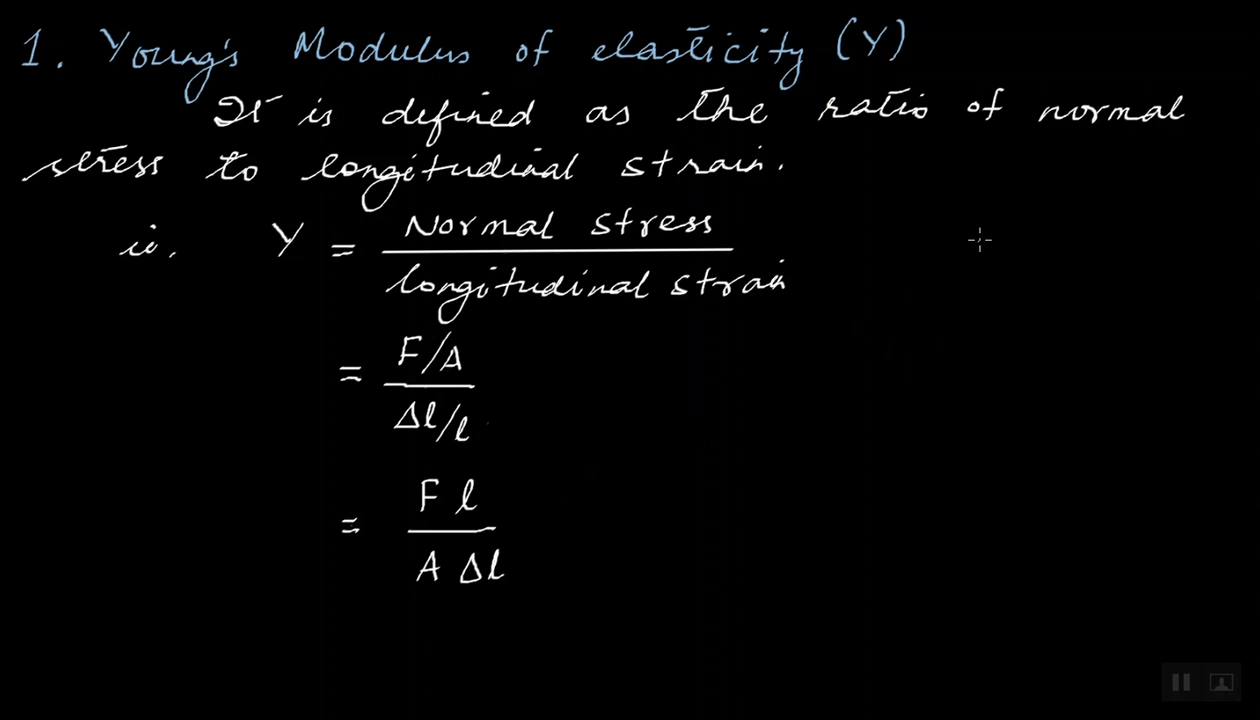 1. Young's Modulus of elasticity (Y)
It is defined as the ratio of normal
stress to longitudinal strain.
ie. Y = Normal stress / longitudinal strain
= F/A / Δl/l
= F l / A Δl